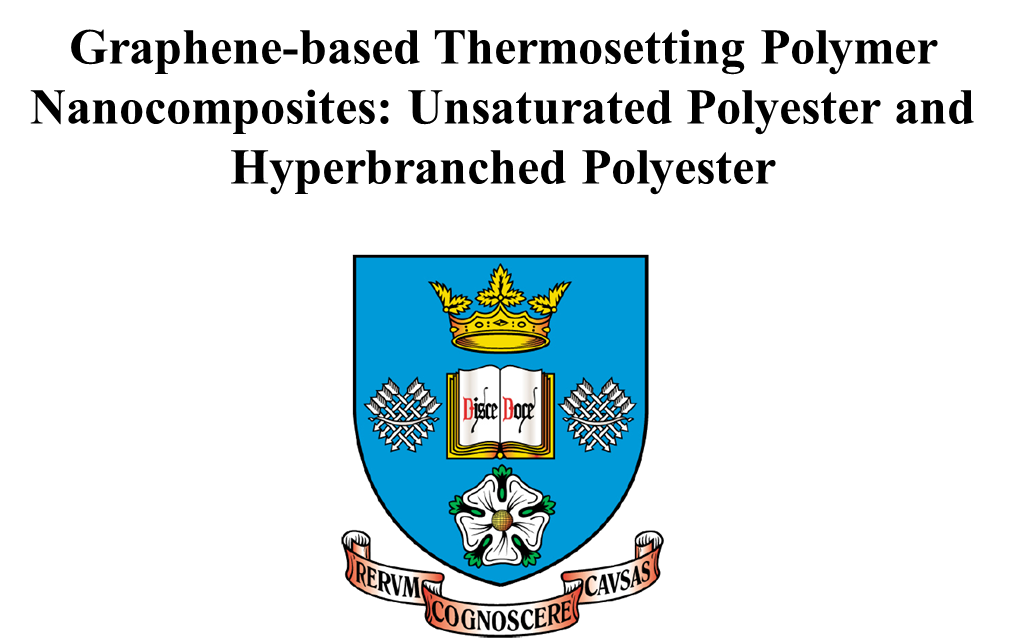 Graphene-based Thermosetting Polymer
Nanocomposites: Unsaturated Polyester and
Hyperbranched Polyester
Disce Doce
RERVM
COGNOSCERE
CAVSAS